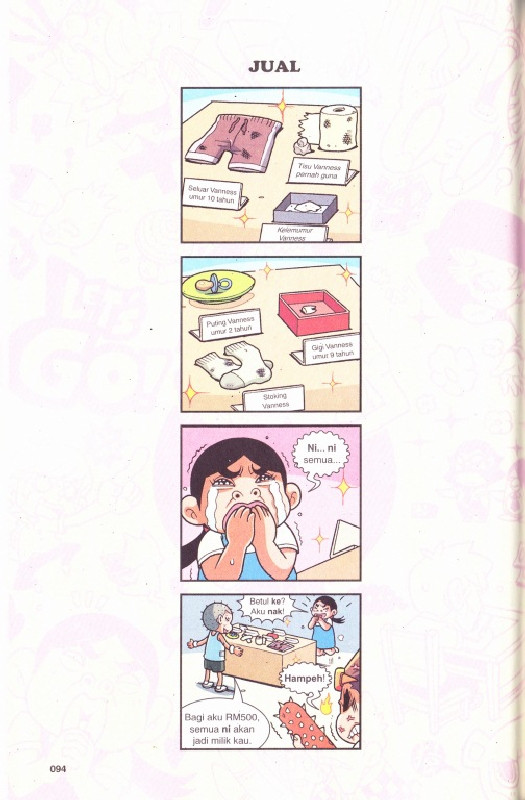 JUAL
Seluar Vanness
umur 10 tahun
Tisu Vanness
pernah guna
Kelemumur
Vanness
Puting Vanness
umur 2 tahun
Gigi Vanness
umur 9 tahun
Stoking
Vanness
Ni... ni
semua...
Betul ke?
Aku nak!
Hampeh!
Bagi aku RM500,
semua ni akan
jadi milik kau.
094